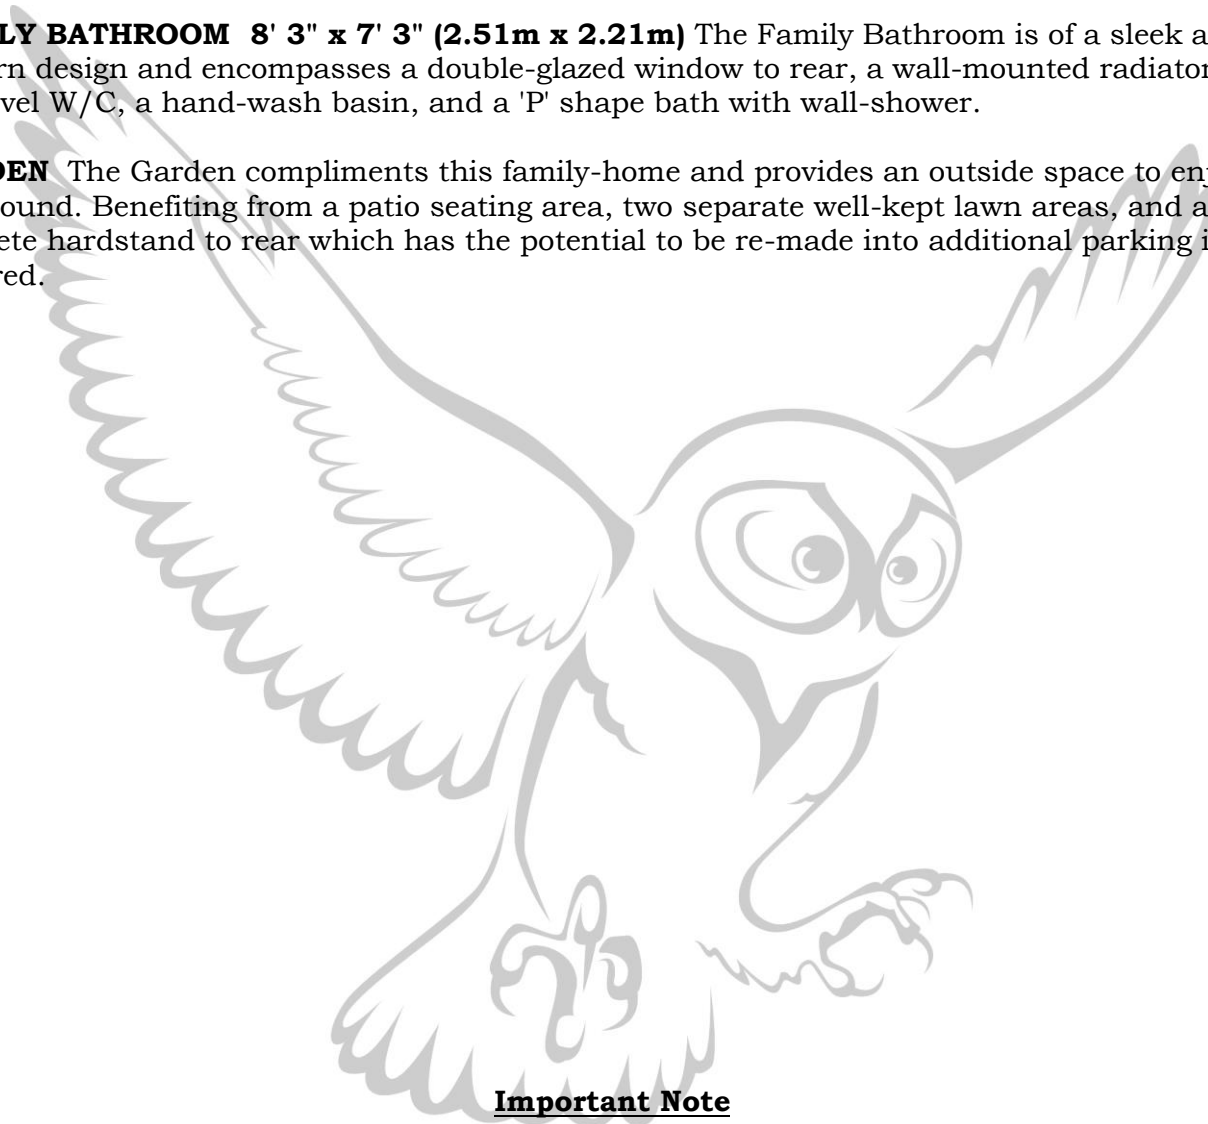 LY BATHROOM 8' 3" x 7' 3" (2.51m x 2.21m) The Family Bathroom is of a sleek a
rn design and encompasses a double-glazed window to rear, a wall-mounted radiator
vel W/C, a hand-wash basin, and a 'P' shape bath with wall-shower.
DEN The Garden compliments this family-home and provides an outside space to enj
ound. Benefiting from a patio seating area, two separate well-kept lawn areas, and a
ete hardstand to rear which has the potential to be re-made into additional parking i
red.
Important Note